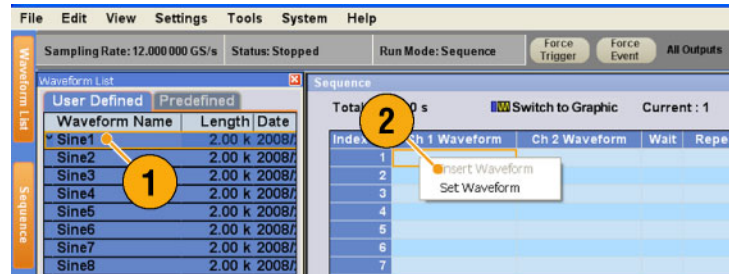 File Edit View Settings Tools System Help
Sampling Rate: 12.000 000 GS/s Status: Stopped Run Mode: Sequence Force Trigger Force Event All Outputs
Waveform List
Sequence
Waveform List
User Defined Predefined
Waveform Name Length Date
Sine1 2.00 k 2008/
Sine2 2.00 k 2008/
Sine3 2.00 k 2008/
Sine4 2.00 k 2008/
Sine5 2.00 k 2008/
Sine6 2.00 k 2008/
Sine7 2.00 k 2008/
Sine8 2.00 k 2008/
1
Sequence
0 s Switch to Graphic Current : 1
Index Ch 1 Waveform Ch 2 Waveform Wait Repe
1
2
3
4
5
6
7
2
Insert Waveform
Set Waveform